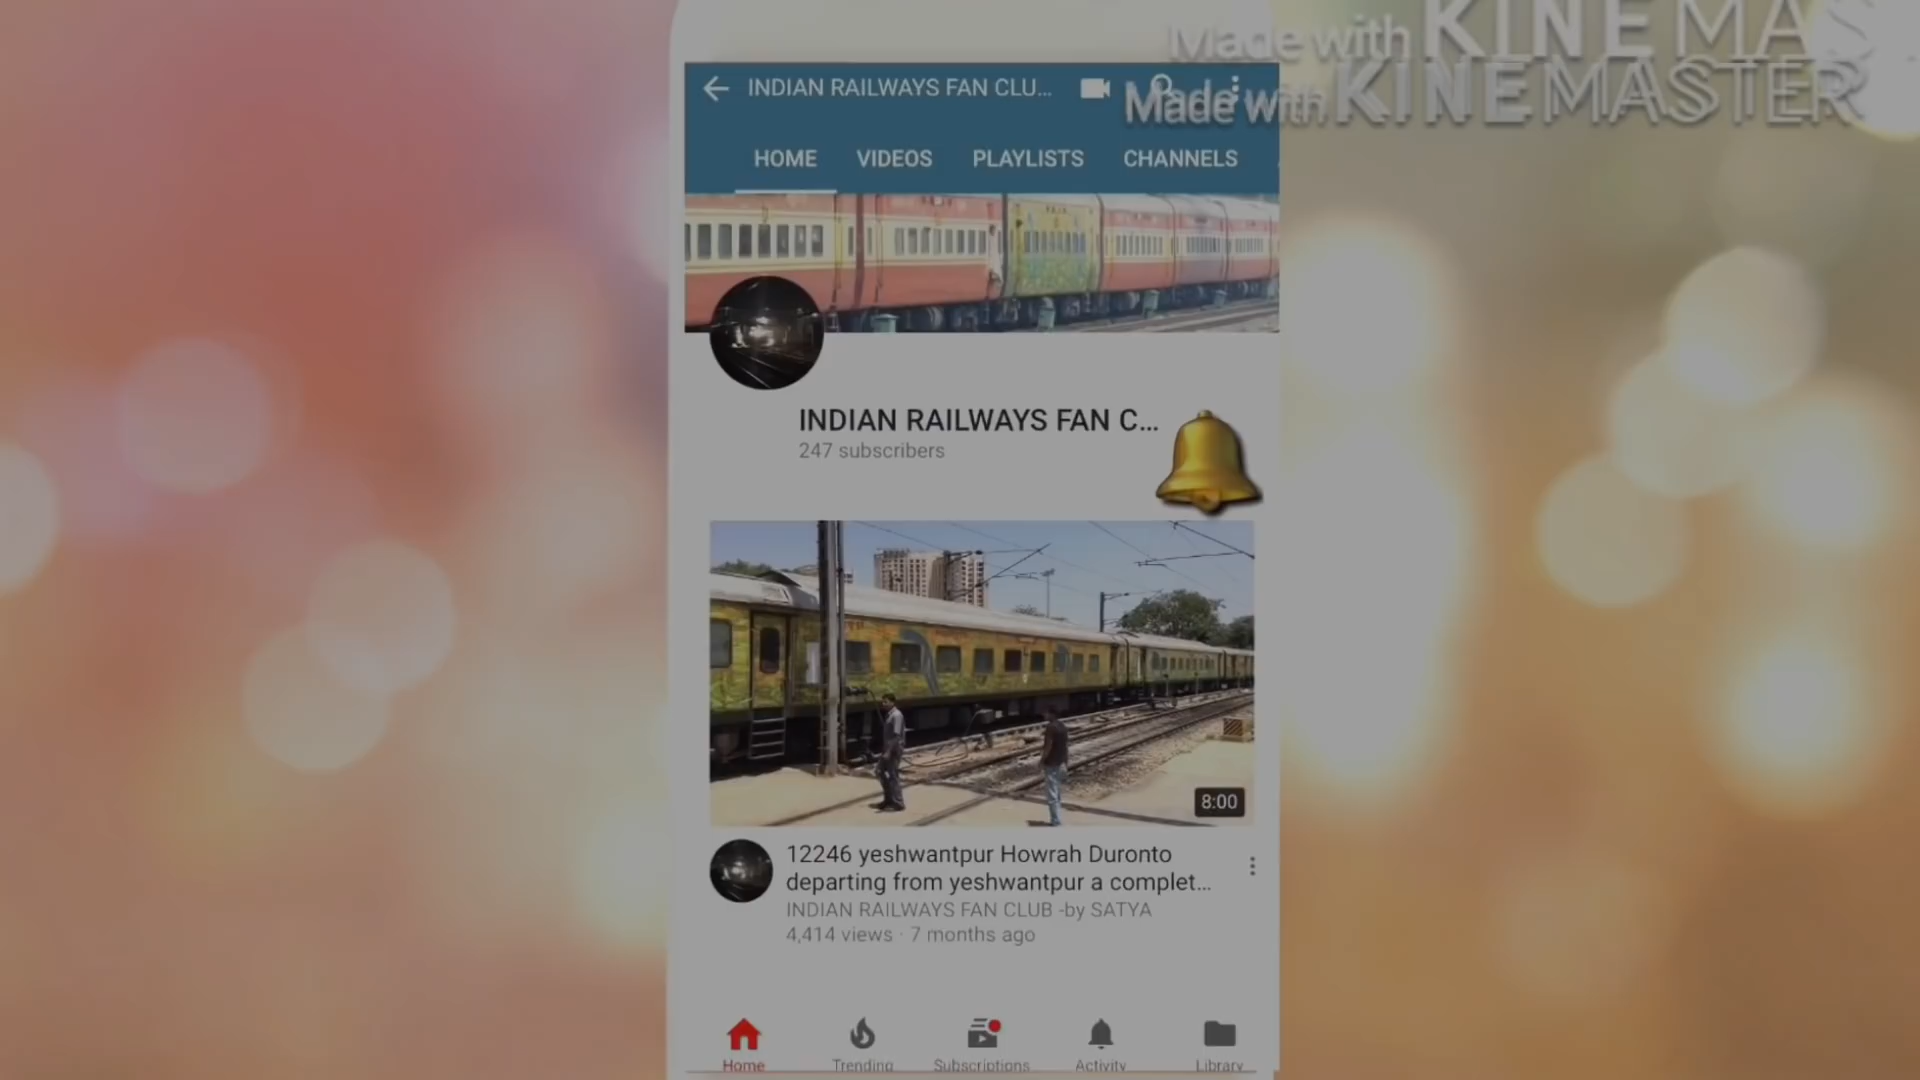 Made with KINEMAS
Made with KINEMASTER
INDIAN RAILWAYS FAN CLU...
HOME VIDEOS PLAYLISTS CHANNELS
INDIAN RAILWAYS FAN C...
247 subscribers
8:00
12246 yeshwantpur Howrah Duronto
departing from yeshwantpur a complet...
INDIAN RAILWAYS FAN CLUB -by SATYA
4,414 views · 7 months ago
Home Trending Subscriptions Activity Library